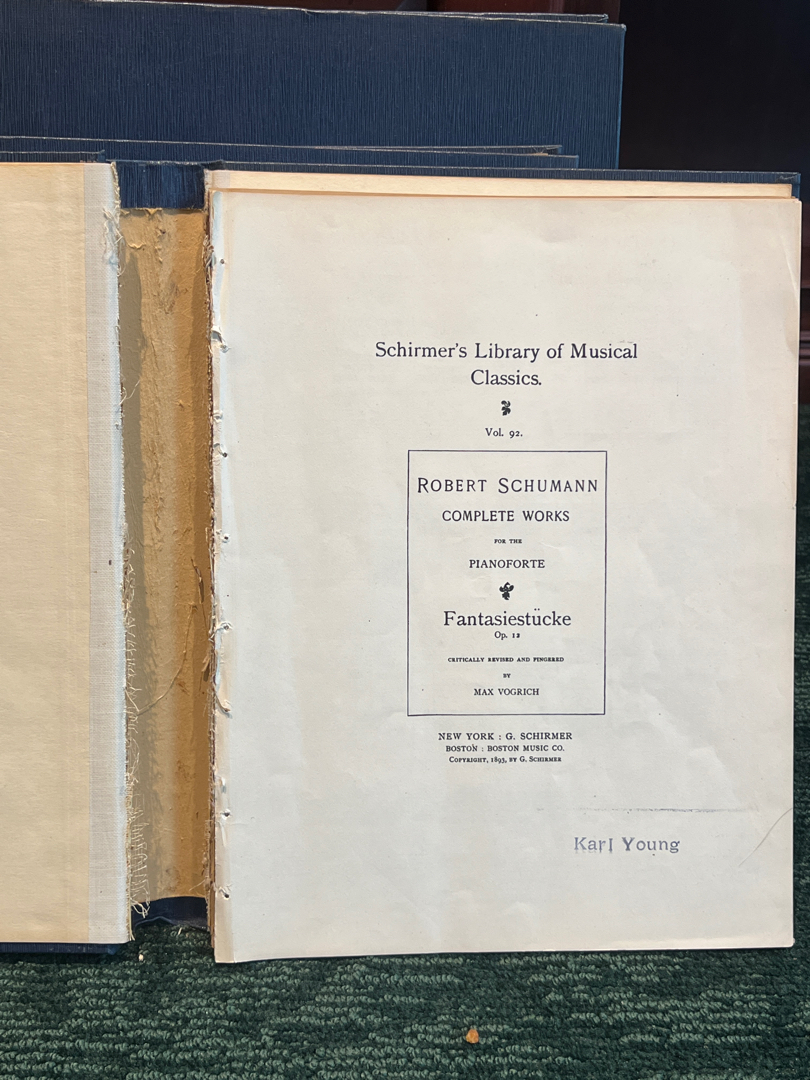 Schirmer's Library of Musical
Classics.
Vol. 92.
ROBERT SCHUMANN
COMPLETE WORKS
FOR THE
PIANOFORTE
Fantasiestücke
Op. 12
CRITICALLY REVISED AND FINGERED
BY
MAX VOGRICH
NEW YORK : G. SCHIRMER
BOSTON : BOSTON MUSIC CO.
COPYRIGHT, 1893, BY G. SCHIRMER
Karl Young